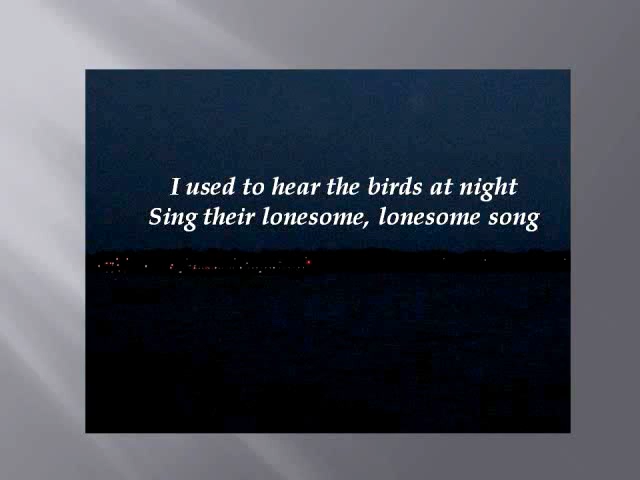 I used to hear the birds at night
Sing their lonesome, lonesome song